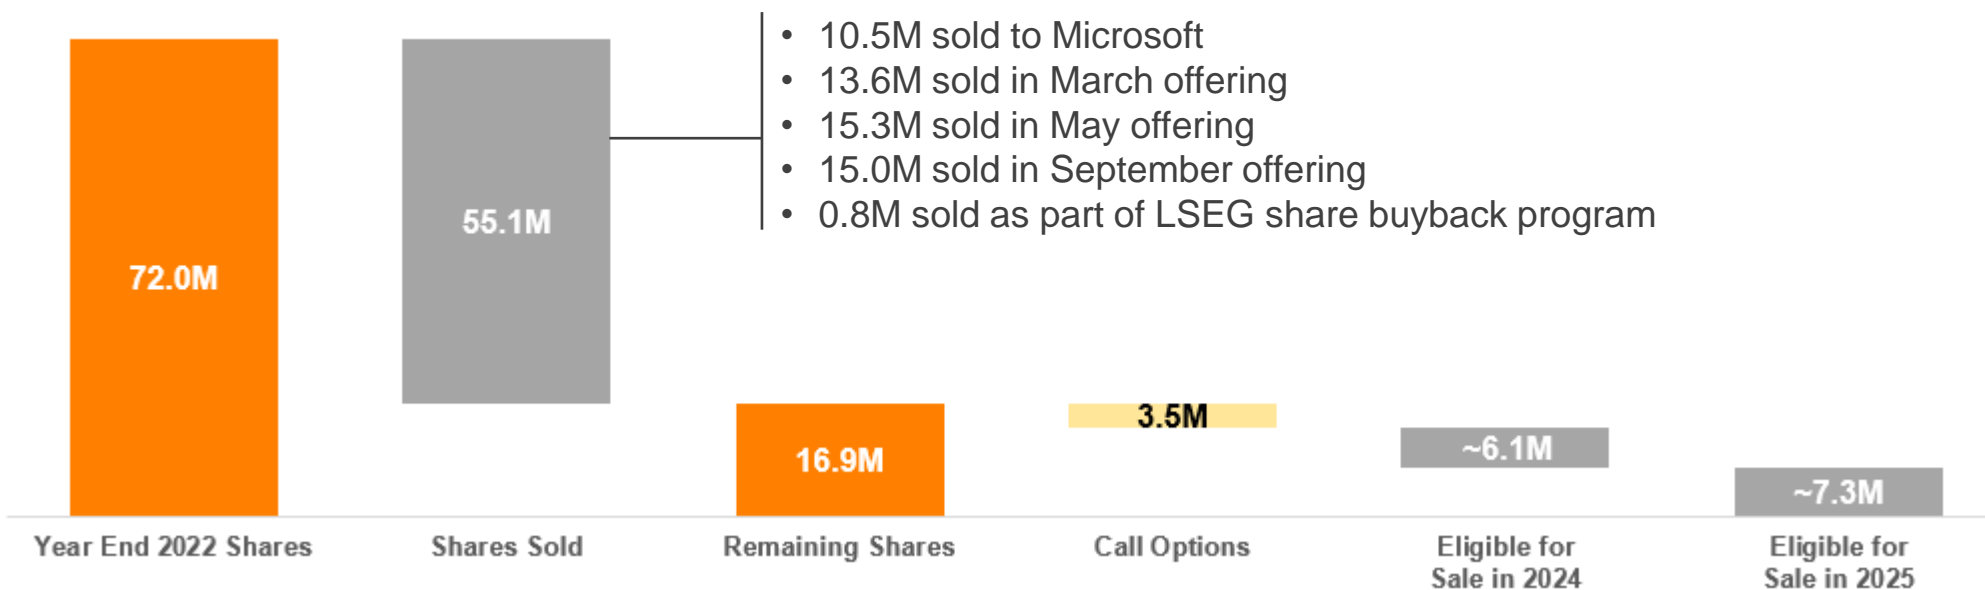 • 10.5M sold to Microsoft
• 13.6M sold in March offering
• 15.3M sold in May offering
• 15.0M sold in September offering
• 0.8M sold as part of LSEG share buyback program
72.0M
55.1M
16.9M
3.5M
~6.1M
~7.3M
Year End 2022 Shares
Shares Sold
Remaining Shares
Call Options
Eligible for
Sale in 2024
Eligible for
Sale in 2025